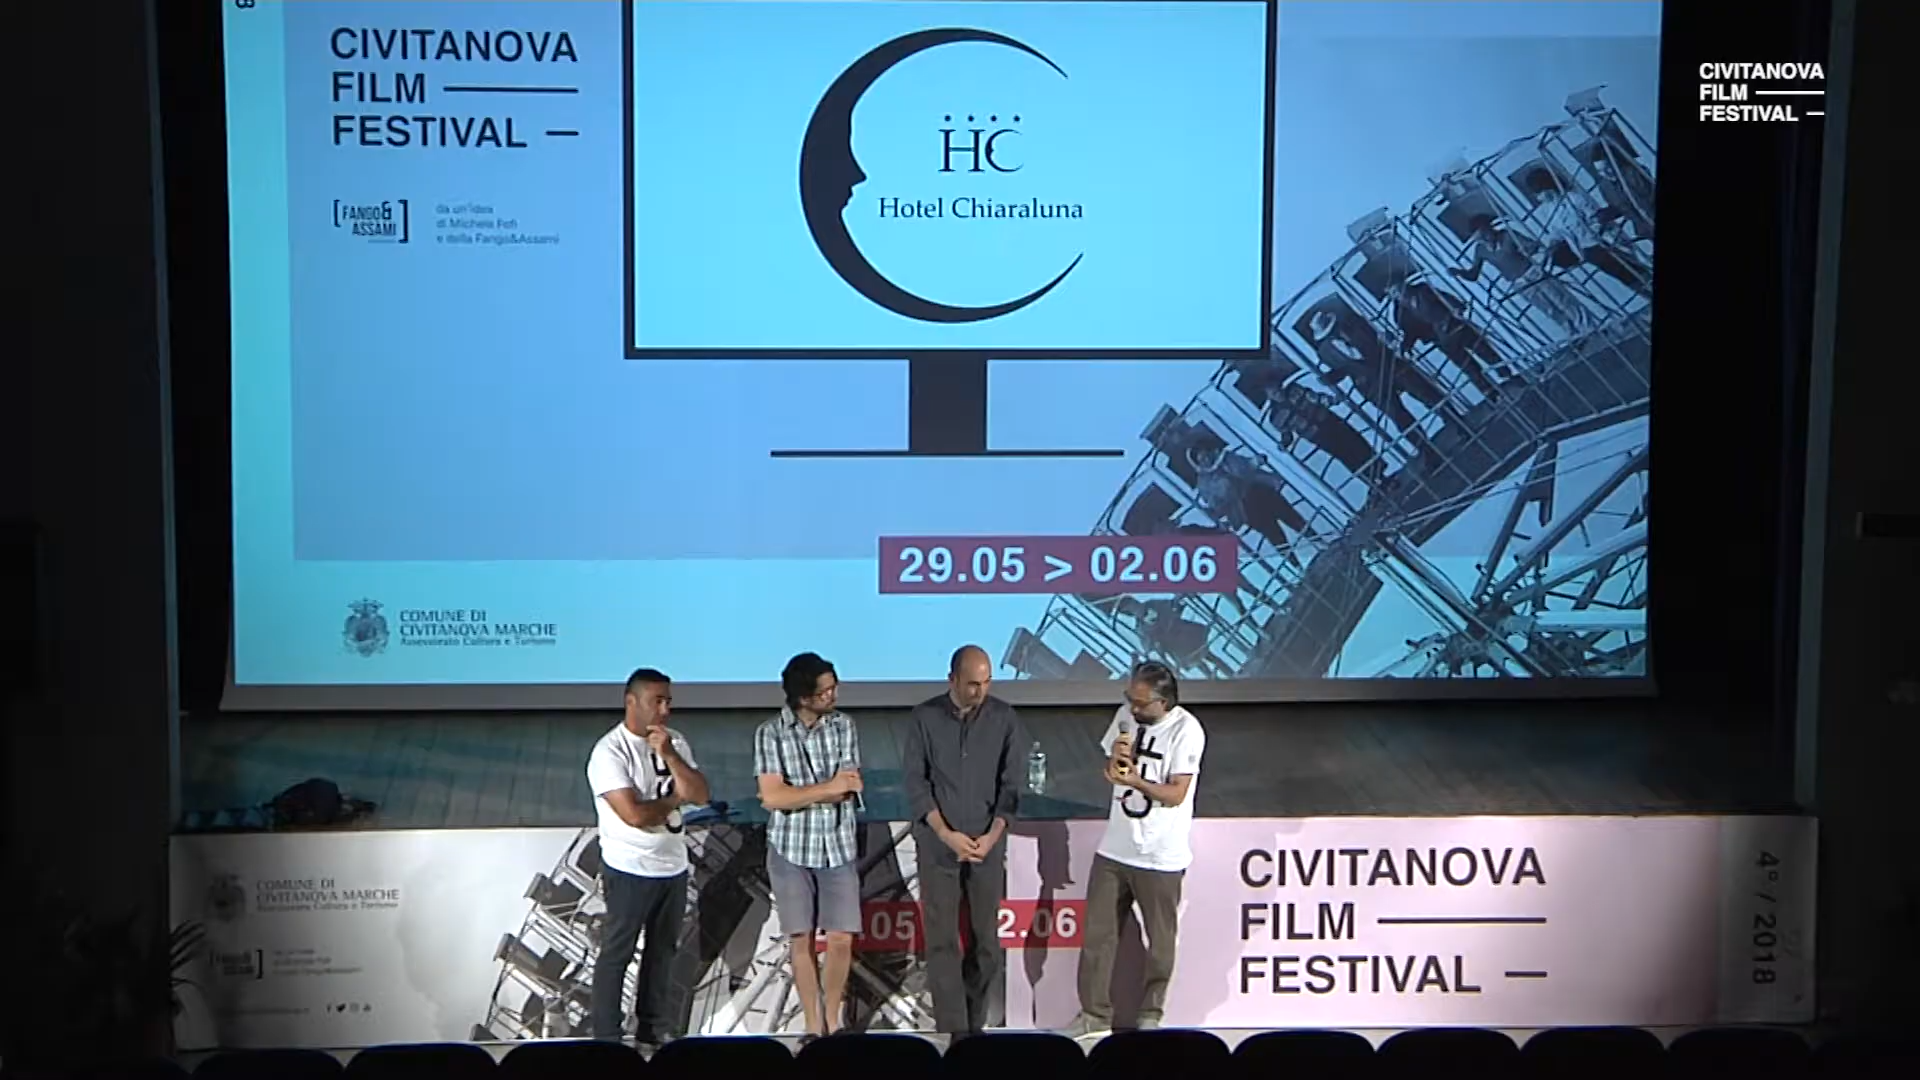 8
CIVITANOVA
FILM
FESTIVAL
[FANGO&
ASSAMI]
da un'idea
di Michele Fofi
e della Fango&Assami
HC
Hotel Chiaraluna
29.05 > 02.06
COMUNE DI
CIVITANOVA MARCHE
Assessorato Cultura e Turismo
CIVITANOVA
FILM
FESTIVAL
COMUNE DI
CIVITANOVA MARCHE
Assessorato Cultura e Turismo
.05
2.06
CIVITANOVA
FILM
FESTIVAL
4° / 2018